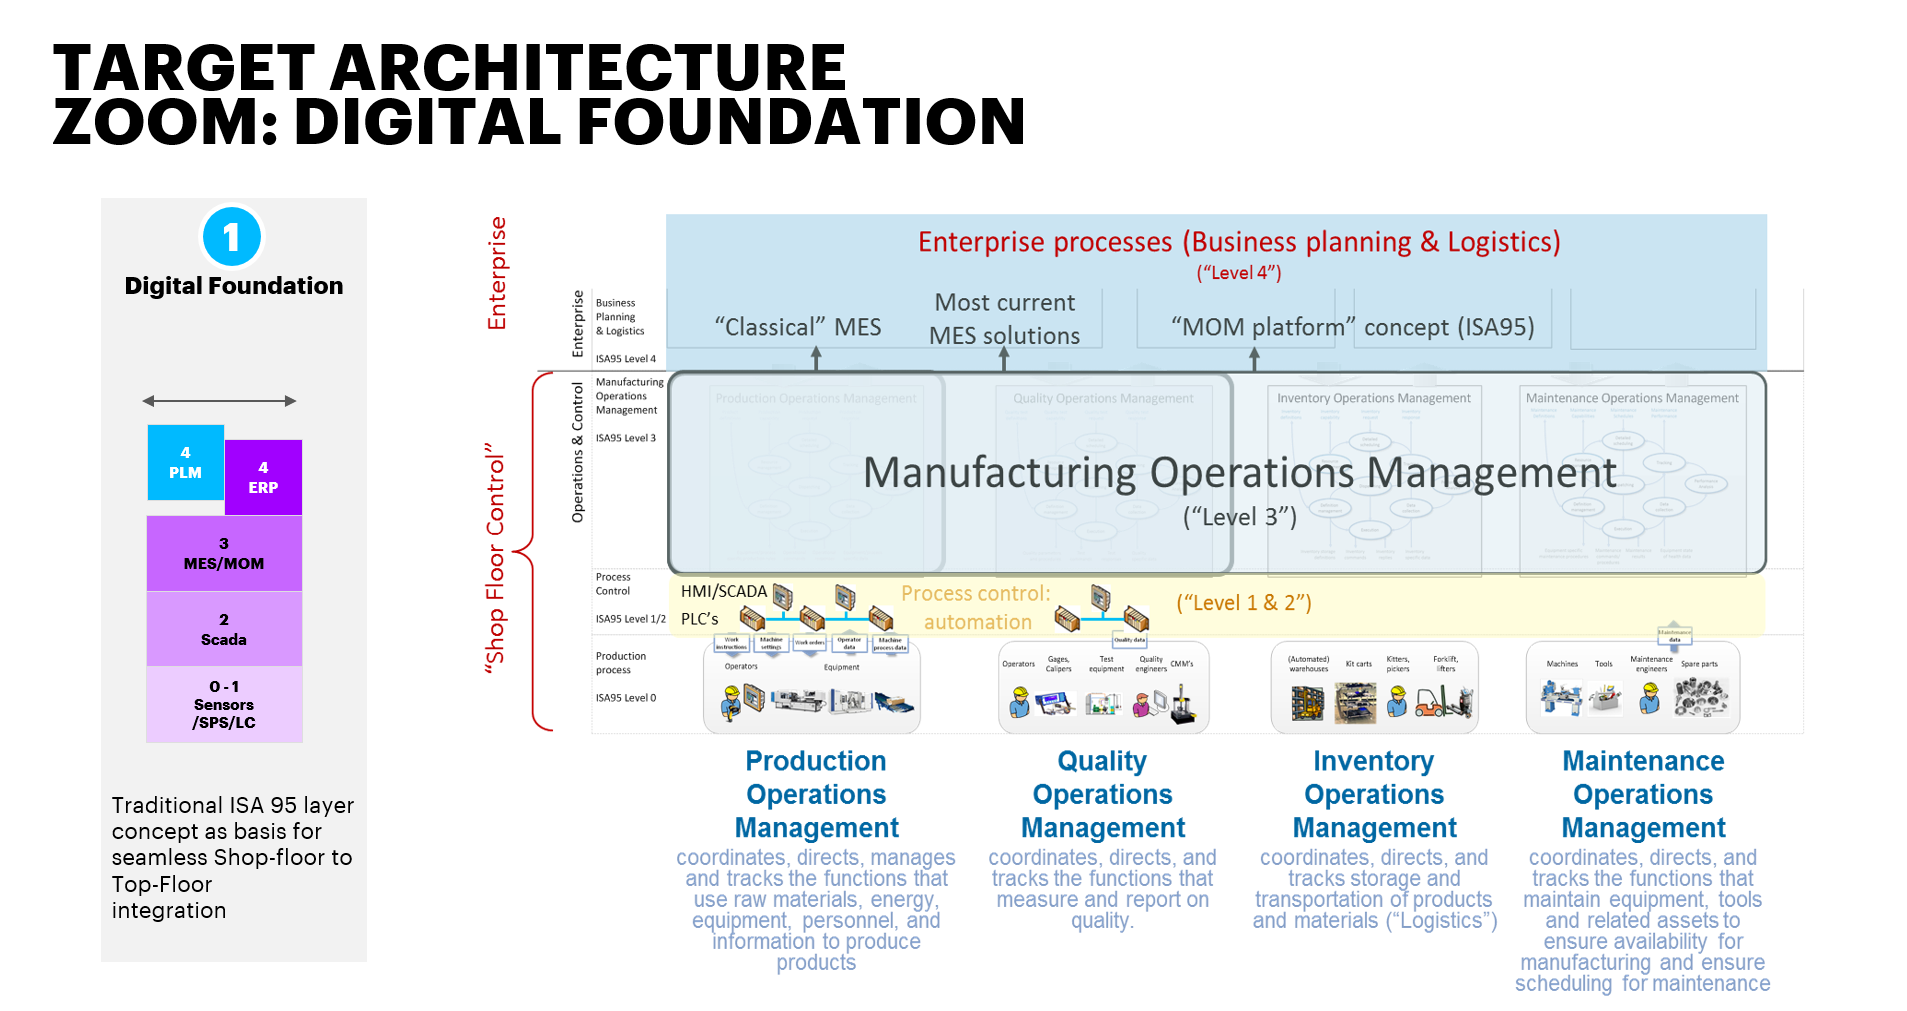 TARGET ARCHITECTURE
ZOOM: DIGITAL FOUNDATION
1
Digital Foundation
4
PLM
4
ERP
3
MES/MOM
2
Scada
0 - 1
Sensors
/SPS/LC
Traditional ISA 95 layer
concept as basis for
seamless Shop-floor to
Top-Floor
integration
Enterprise
“Shop Floor Control”
Enterprise
Operations & Control
Business
Planning
& Logistics
ISA95 Level 4
Manufacturing
Operations
Management
ISA95 Level 3
Process
Control
ISA95 Level 1/2
Production
process
ISA95 Level 0
Enterprise processes (Business planning & Logistics)
(“Level 4”)
“Classical” MES
Most current
MES solutions
“MOM platform” concept (ISA95)
Production Operations Management
Quality Operations Management
Inventory Operations Management
Maintenance Operations Management
Manufacturing Operations Management
(“Level 3”)
HMI/SCADA
PLC’s
Process control:
automation
(“Level 1 & 2”)
Work
instructions
Machine
settings
Work orders
Operator
data
Machine
process data
Quality data
Maintenance
data
Operators
Equipment
Operators
Gages,
Calipers
Test
equipment
Quality
engineers
CMM’s
(Automated)
warehouses
Kit carts
Kitters,
pickers
Forklift,
lifters
Machines
Tools
Maintenance
engineers
Spare parts
Production
Operations
Management
coordinates, directs, manages
and tracks the functions that
use raw materials, energy,
equipment, personnel, and
information to produce
products
Quality
Operations
Management
coordinates, directs, and
tracks the functions that
measure and report on
quality.
Inventory
Operations
Management
coordinates, directs, and
tracks storage and
transportation of products
and materials (“Logistics”)
Maintenance
Operations
Management
coordinates, directs, and
tracks the functions that
maintain equipment, tools
and related assets to
ensure availability for
manufacturing and ensure
scheduling for maintenance